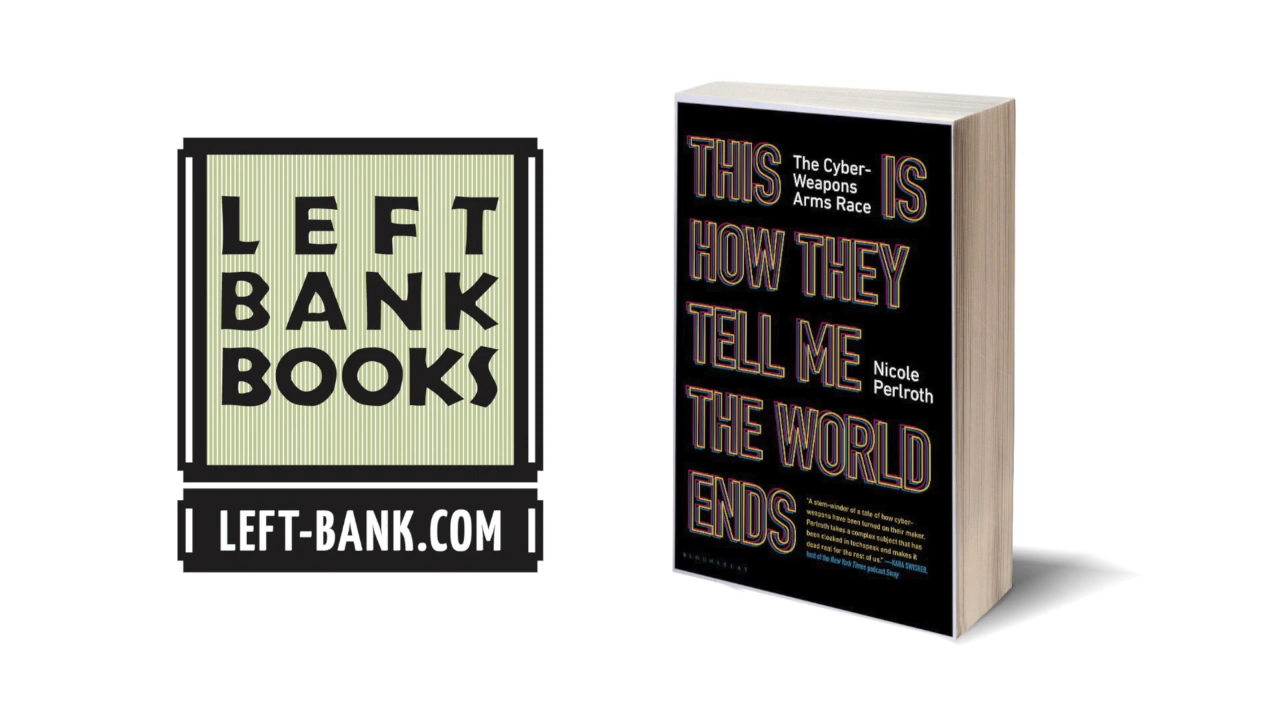 LEFT
BANK
BOOKS
LEFT-BANK.COM
THIS
The Cyber-
Weapons
Arms Race
IS
HOW THEY
TELL ME
Nicole
Perlroth
THE WORLD
ENDS
"A stem-winder of a tale of how cyber-
weapons have been turned on their maker.
Perlroth takes a complex subject that has
been cloaked in techspeak and makes it
dead real for the rest of us." —KARA SWISHER,
host of the New York Times podcast Sway
BLOOMSBURY